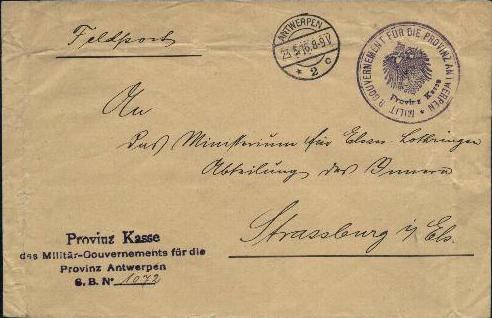 Feldpost
ANTWERPEN
23.5.16.8-9V
* 2 c
MILIT. GOUVERNEMENT FÜR DIE PROVINZ ANTWERPEN *
Provinz Kasse
An
das Ministerium für Elsass-Lothringen
Abteilung des Innern
Strassburg i/Els.
Provinz Kasse
des Militär-Gouvernements für die
Provinz Antwerpen
S. B. Nº 1072